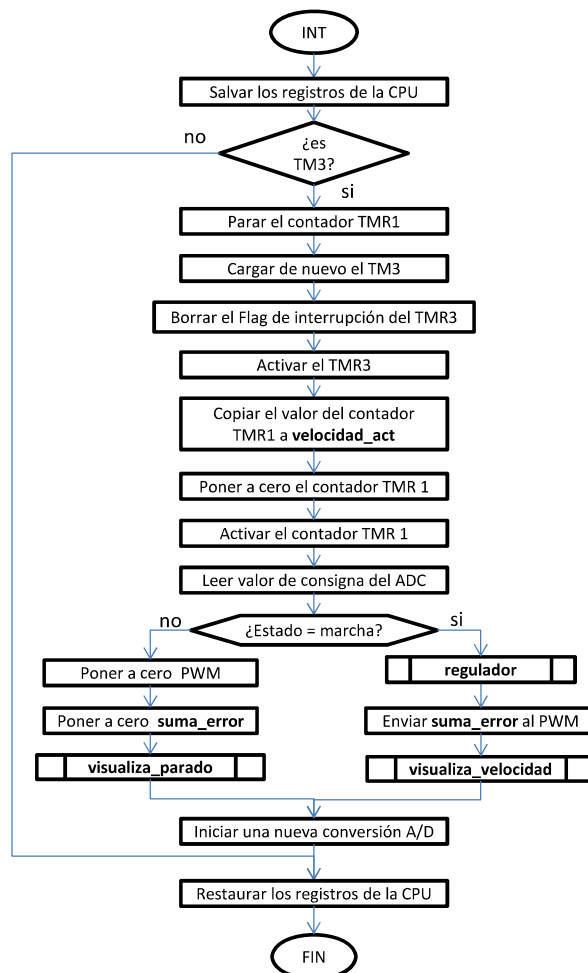 INT
Salvar los registros de la CPU
no
¿es
TM3?
si
Parar el contador TMR1
Cargar de nuevo el TM3
Borrar el Flag de interrupción del TMR3
Activar el TMR3
Copiar el valor del contador
TMR1 a velocidad_act
Poner a cero el contador TMR 1
Activar el contador TMR 1
Leer valor de consigna del ADC
no
¿Estado = marcha?
si
Poner a cero PWM
regulador
Poner a cero suma_error
Enviar suma_error al PWM
visualiza_parado
visualiza_velocidad
Iniciar una nueva conversión A/D
Restaurar los registros de la CPU
FIN